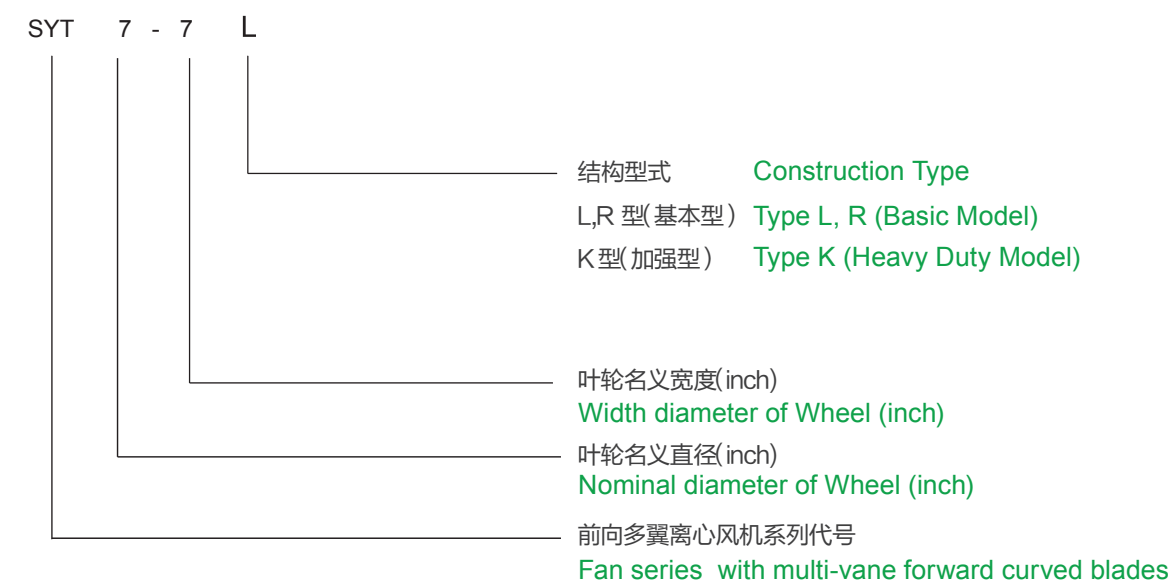 SYT 7 - 7 L
结构型式 Construction Type
L,R 型(基本型) Type L, R (Basic Model)
K型(加强型) Type K (Heavy Duty Model)
叶轮名义宽度(inch)
Width diameter of Wheel (inch)
叶轮名义直径(inch)
Nominal diameter of Wheel (inch)
前向多翼离心风机系列代号
Fan series with multi-vane forward curved blades